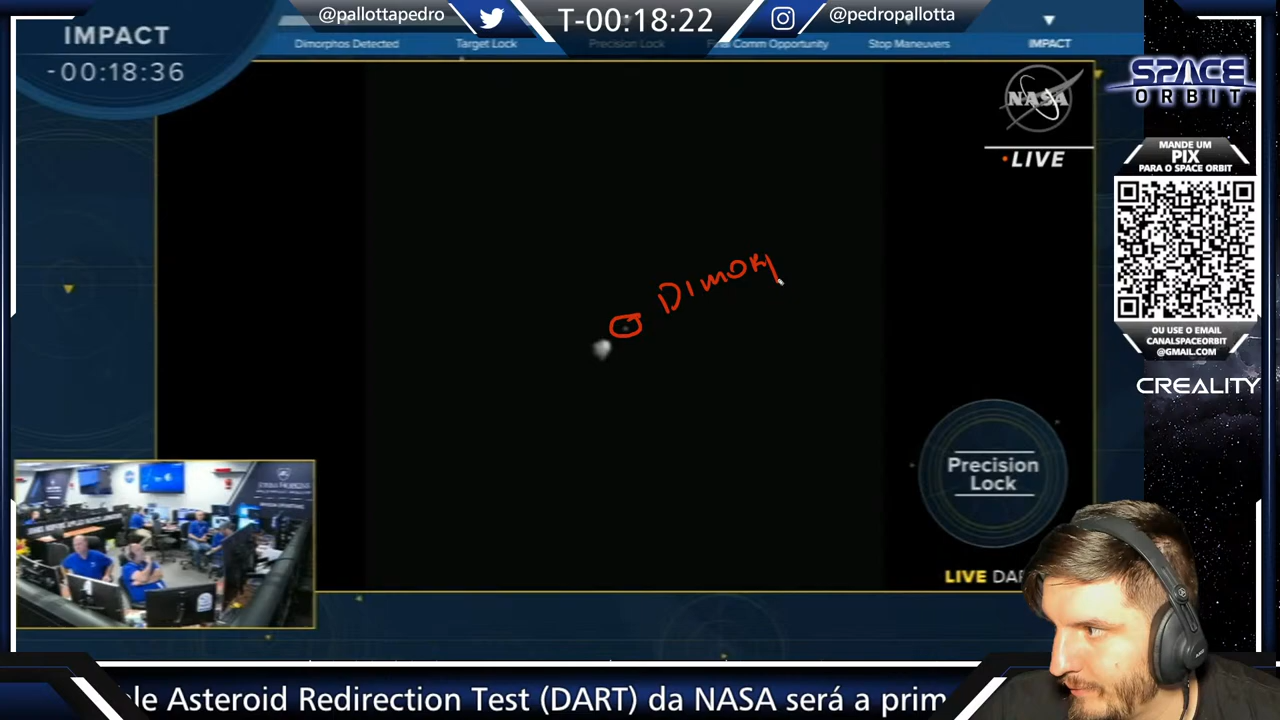 @pallottapedro
T-00:18:22
@pedropallotta
IMPACT
-00:18:36
Dimorphos Detected
Target Lock
Precision Lock
Final Comm Opportunity
Stop Maneuvers
IMPACT
NASA
LIVE
SPACE
ORBIT
MANDE UM
PIX
PARA O SPACE ORBIT
OU USE O EMAIL
CANALSPACEORBIT
@GMAIL.COM
CREALITY
DIMOR
Precision
Lock
LIVE DAR
le Asteroid Redirection Test (DART) da NASA será a prim